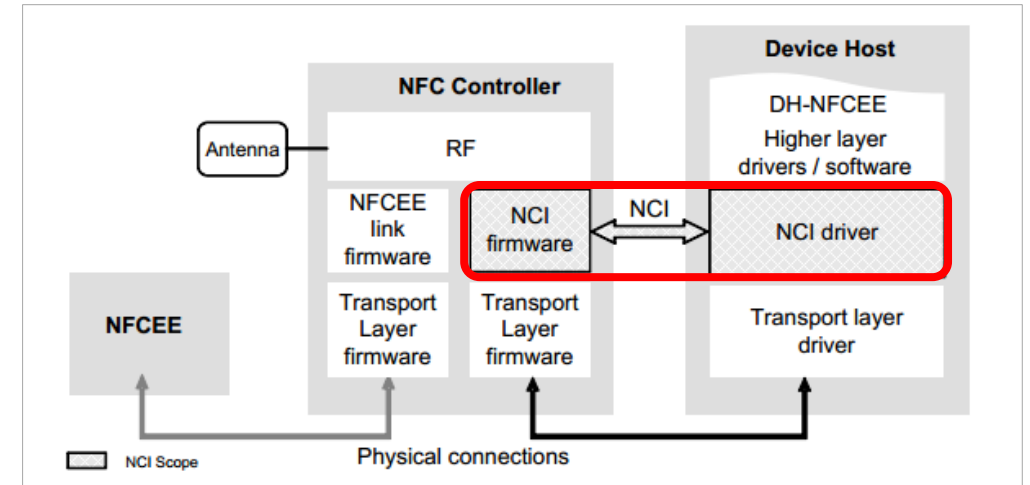 Device Host
NFC Controller
DH-NFCEE
Higher layer
drivers / software
Antenna
RF
NFCEE
link
firmware
NCI
firmware
NCI
NCI driver
NFCEE
Transport
Layer
firmware
Transport
Layer
firmware
Transport layer
driver
Physical connections
NCI Scope